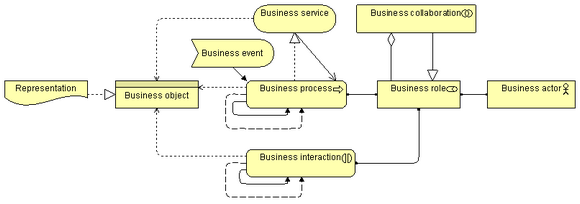 Business service
Business collaboration
Business event
Representation
Business object
Business process
Business role
Business actor
Business interaction